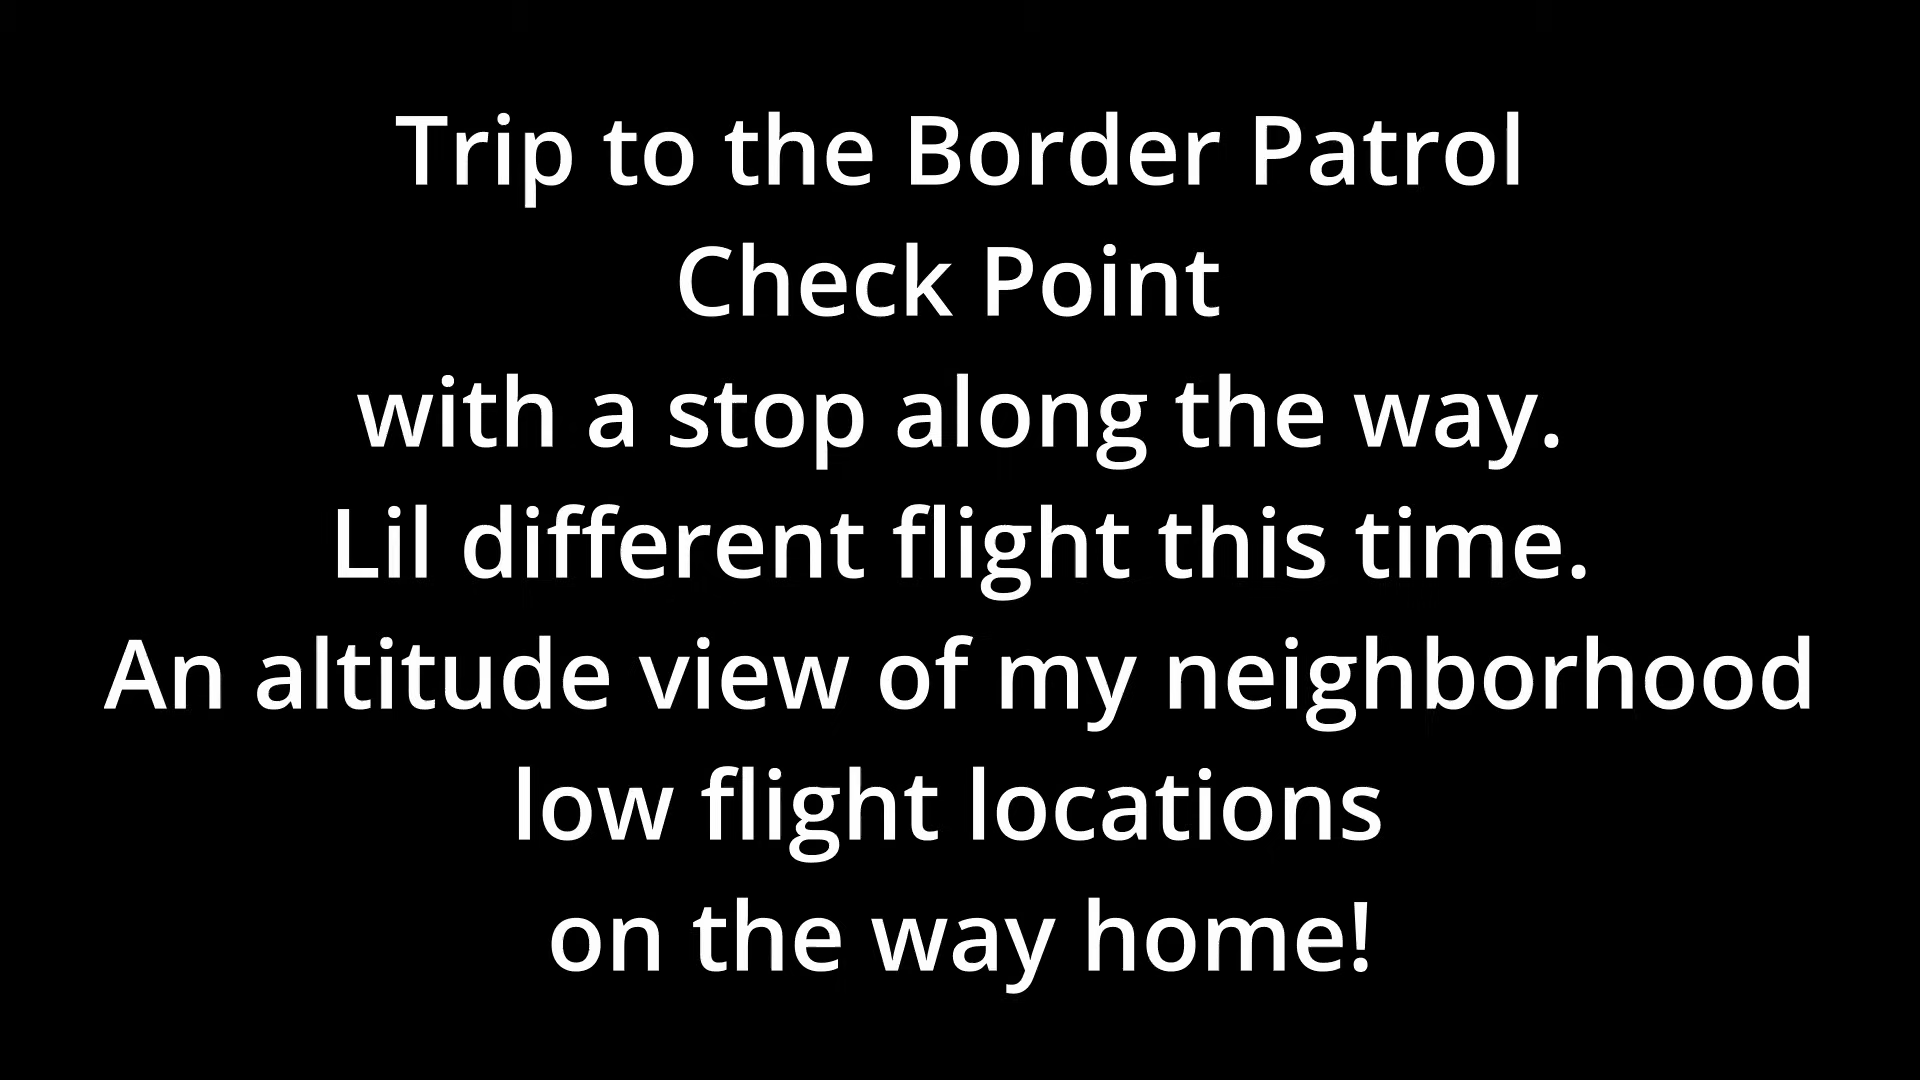 Trip to the Border Patrol
Check Point
with a stop along the way.
Lil different flight this time.
An altitude view of my neighborhood
low flight locations
on the way home!